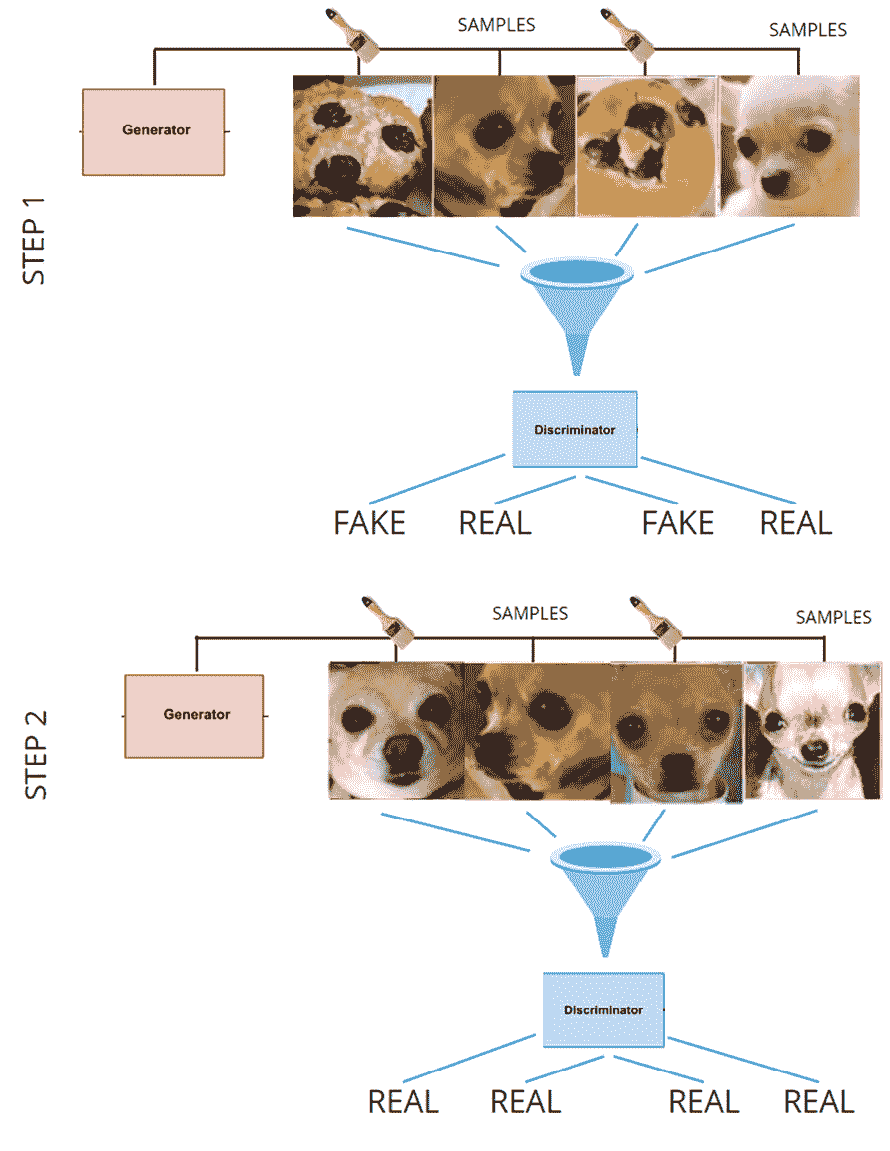 SAMPLES
SAMPLES
Generator
STEP 1
Discriminator
FAKE
REAL
FAKE
REAL
SAMPLES
SAMPLES
Generator
STEP 2
Discriminator
REAL
REAL
REAL
REAL